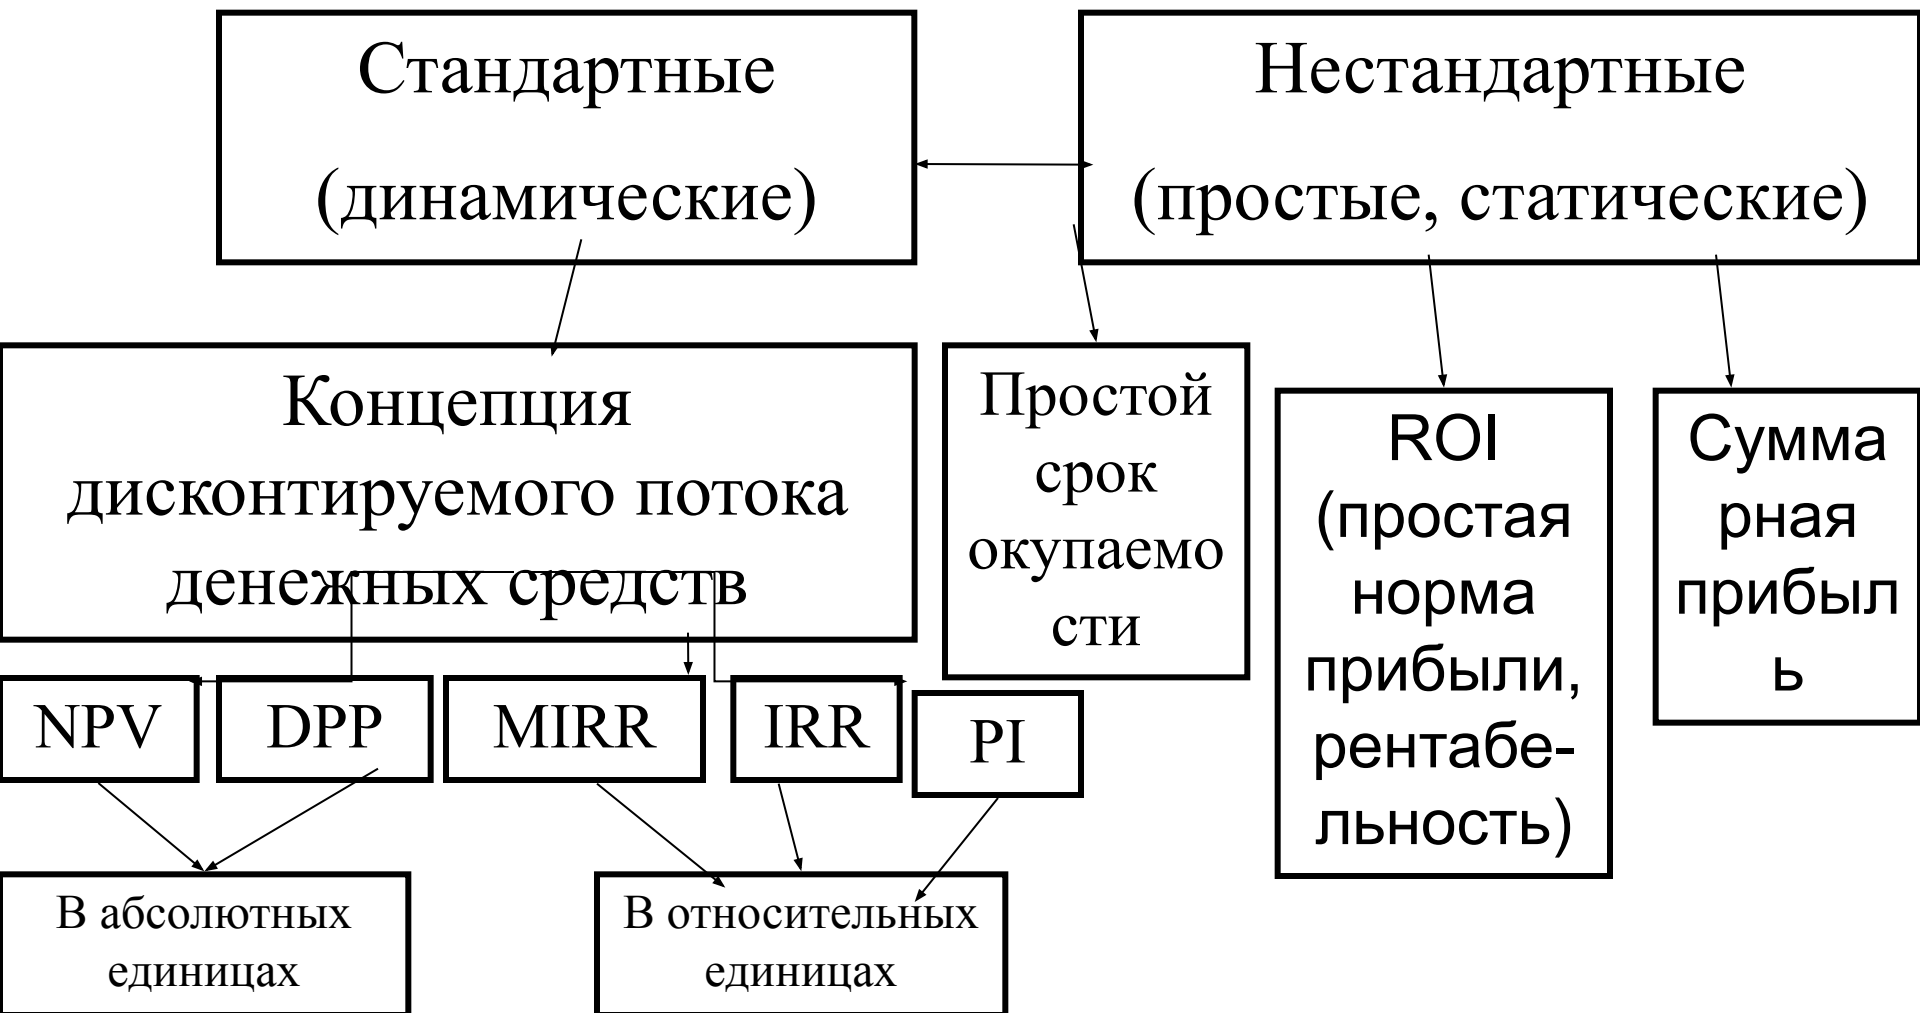 Стандартные
(динамические)
Нестандартные
(простые, статические)
Концепция
дисконтируемого потока
денежных средств
Простой
срок
окупаемо
сти
ROI
(простая
норма
прибыли,
рентабе-
льность)
Сумма
рная
прибыл
ь
NPV
DPP
MIRR
IRR
PI
В абсолютных
единицах
В относительных
единицах